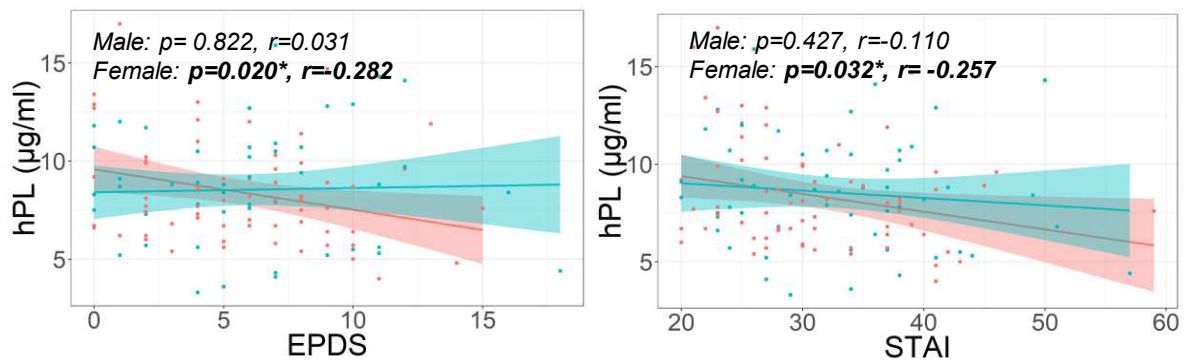 Male: p= 0.822, r=0.031
Female: p=0.020*, r=-0.282
15
10
5
hPL (µg/ml)
0 5 10 15
EPDS
Male: p=0.427, r=-0.110
Female: p=0.032*, r= -0.257
15
10
5
hPL (µg/ml)
20 30 40 50 60
STAI